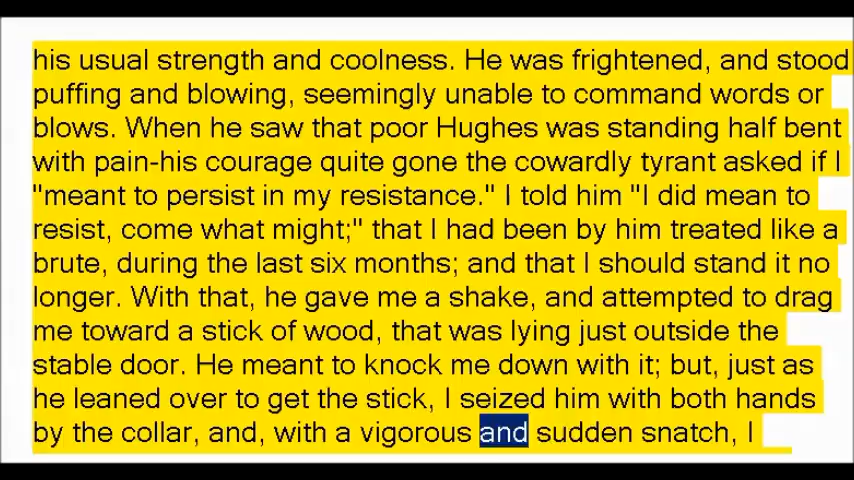 his usual strength and coolness. He was frightened, and stood
puffing and blowing, seemingly unable to command words or
blows. When he saw that poor Hughes was standing half bent
with pain-his courage quite gone the cowardly tyrant asked if I
"meant to persist in my resistance." I told him "I did mean to
resist, come what might;" that I had been by him treated like a
brute, during the last six months; and that I should stand it no
longer. With that, he gave me a shake, and attempted to drag
me toward a stick of wood, that was lying just outside the
stable door. He meant to knock me down with it; but, just as
he leaned over to get the stick, I seized him with both hands
by the collar, and, with a vigorous and sudden snatch, I